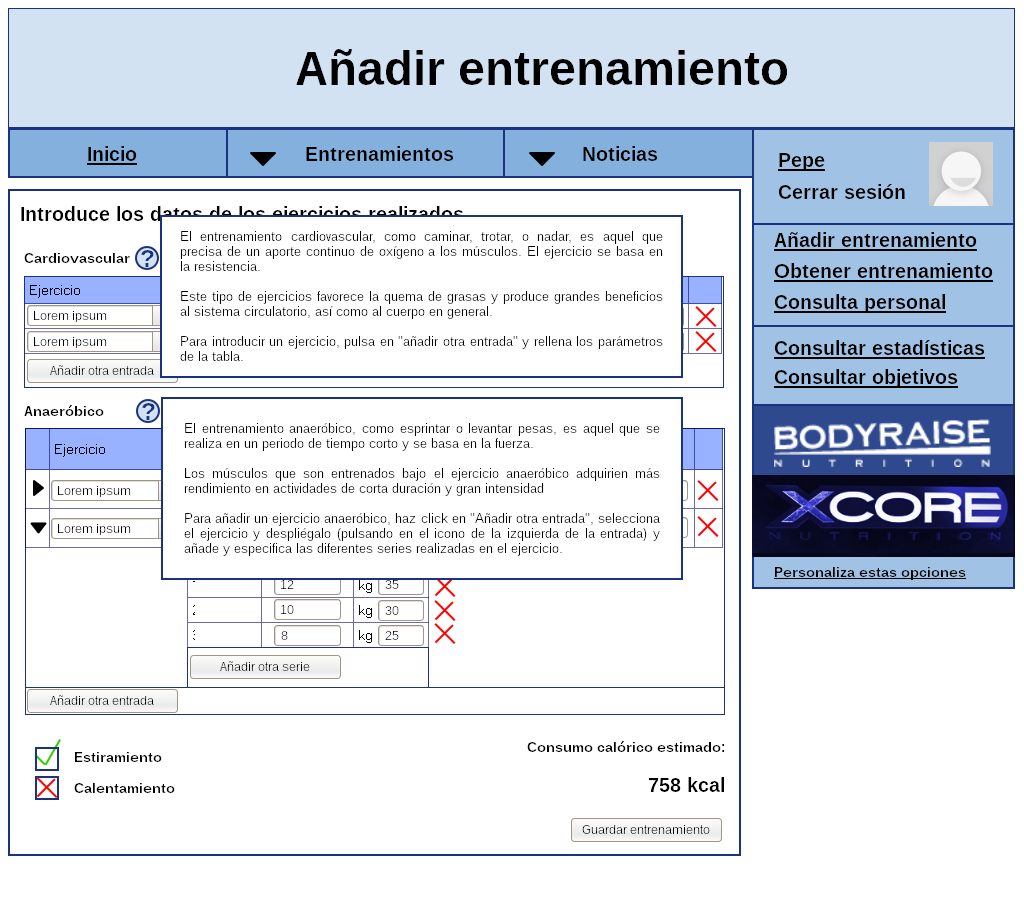 Añadir entrenamiento
Inicio
Entrenamientos
Noticias
Pepe
Cerrar sesión
Añadir entrenamiento
Obtener entrenamiento
Consulta personal
Consultar estadísticas
Consultar objetivos
BODYRAISE
NUTRITION
XCORE
NUTRITION
Personaliza estas opciones
Introduce los datos de los ejercicios realizados
Cardiovascular ?
El entrenamiento cardiovascular, como caminar, trotar, o nadar, es aquel que
precisa de un aporte continuo de oxígeno a los músculos. El ejercicio se basa en
la resistencia.
Este tipo de ejercicios favorece la quema de grasas y produce grandes beneficios
al sistema circulatorio, así como al cuerpo en general.
Para introducir un ejercicio, pulsa en "añadir otra entrada" y rellena los parámetros
de la tabla.
Ejercicio
Lorem ipsum
Lorem ipsum
Añadir otra entrada
Anaeróbico ?
El entrenamiento anaeróbico, como esprintar o levantar pesas, es aquel que se
realiza en un periodo de tiempo corto y se basa en la fuerza.
Los músculos que son entrenados bajo el ejercicio anaeróbico adquirien más
rendimiento en actividades de corta duración y gran intensidad
Para añadir un ejercicio anaeróbico, haz click en "Añadir otra entrada", selecciona
el ejercicio y despliégalo (pulsando en el icono de la izquierda de la entrada) y
añade y especifica las diferentes series realizadas en el ejercicio.
Ejercicio
Lorem ipsum
Lorem ipsum
12 kg 35
10 kg 30
8 kg 25
Añadir otra serie
Añadir otra entrada
Estiramiento
Calentamiento
Consumo calórico estimado:
758 kcal
Guardar entrenamiento